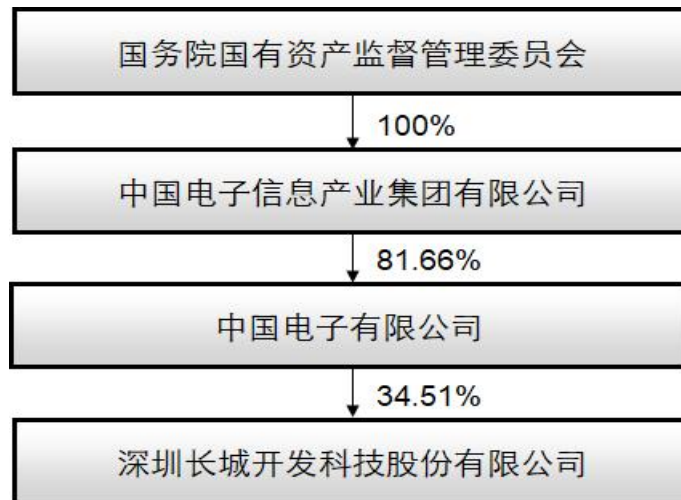 国务院国有资产监督管理委员会
100%
中国电子信息产业集团有限公司
81.66%
中国电子有限公司
34.51%
深圳长城开发科技股份有限公司